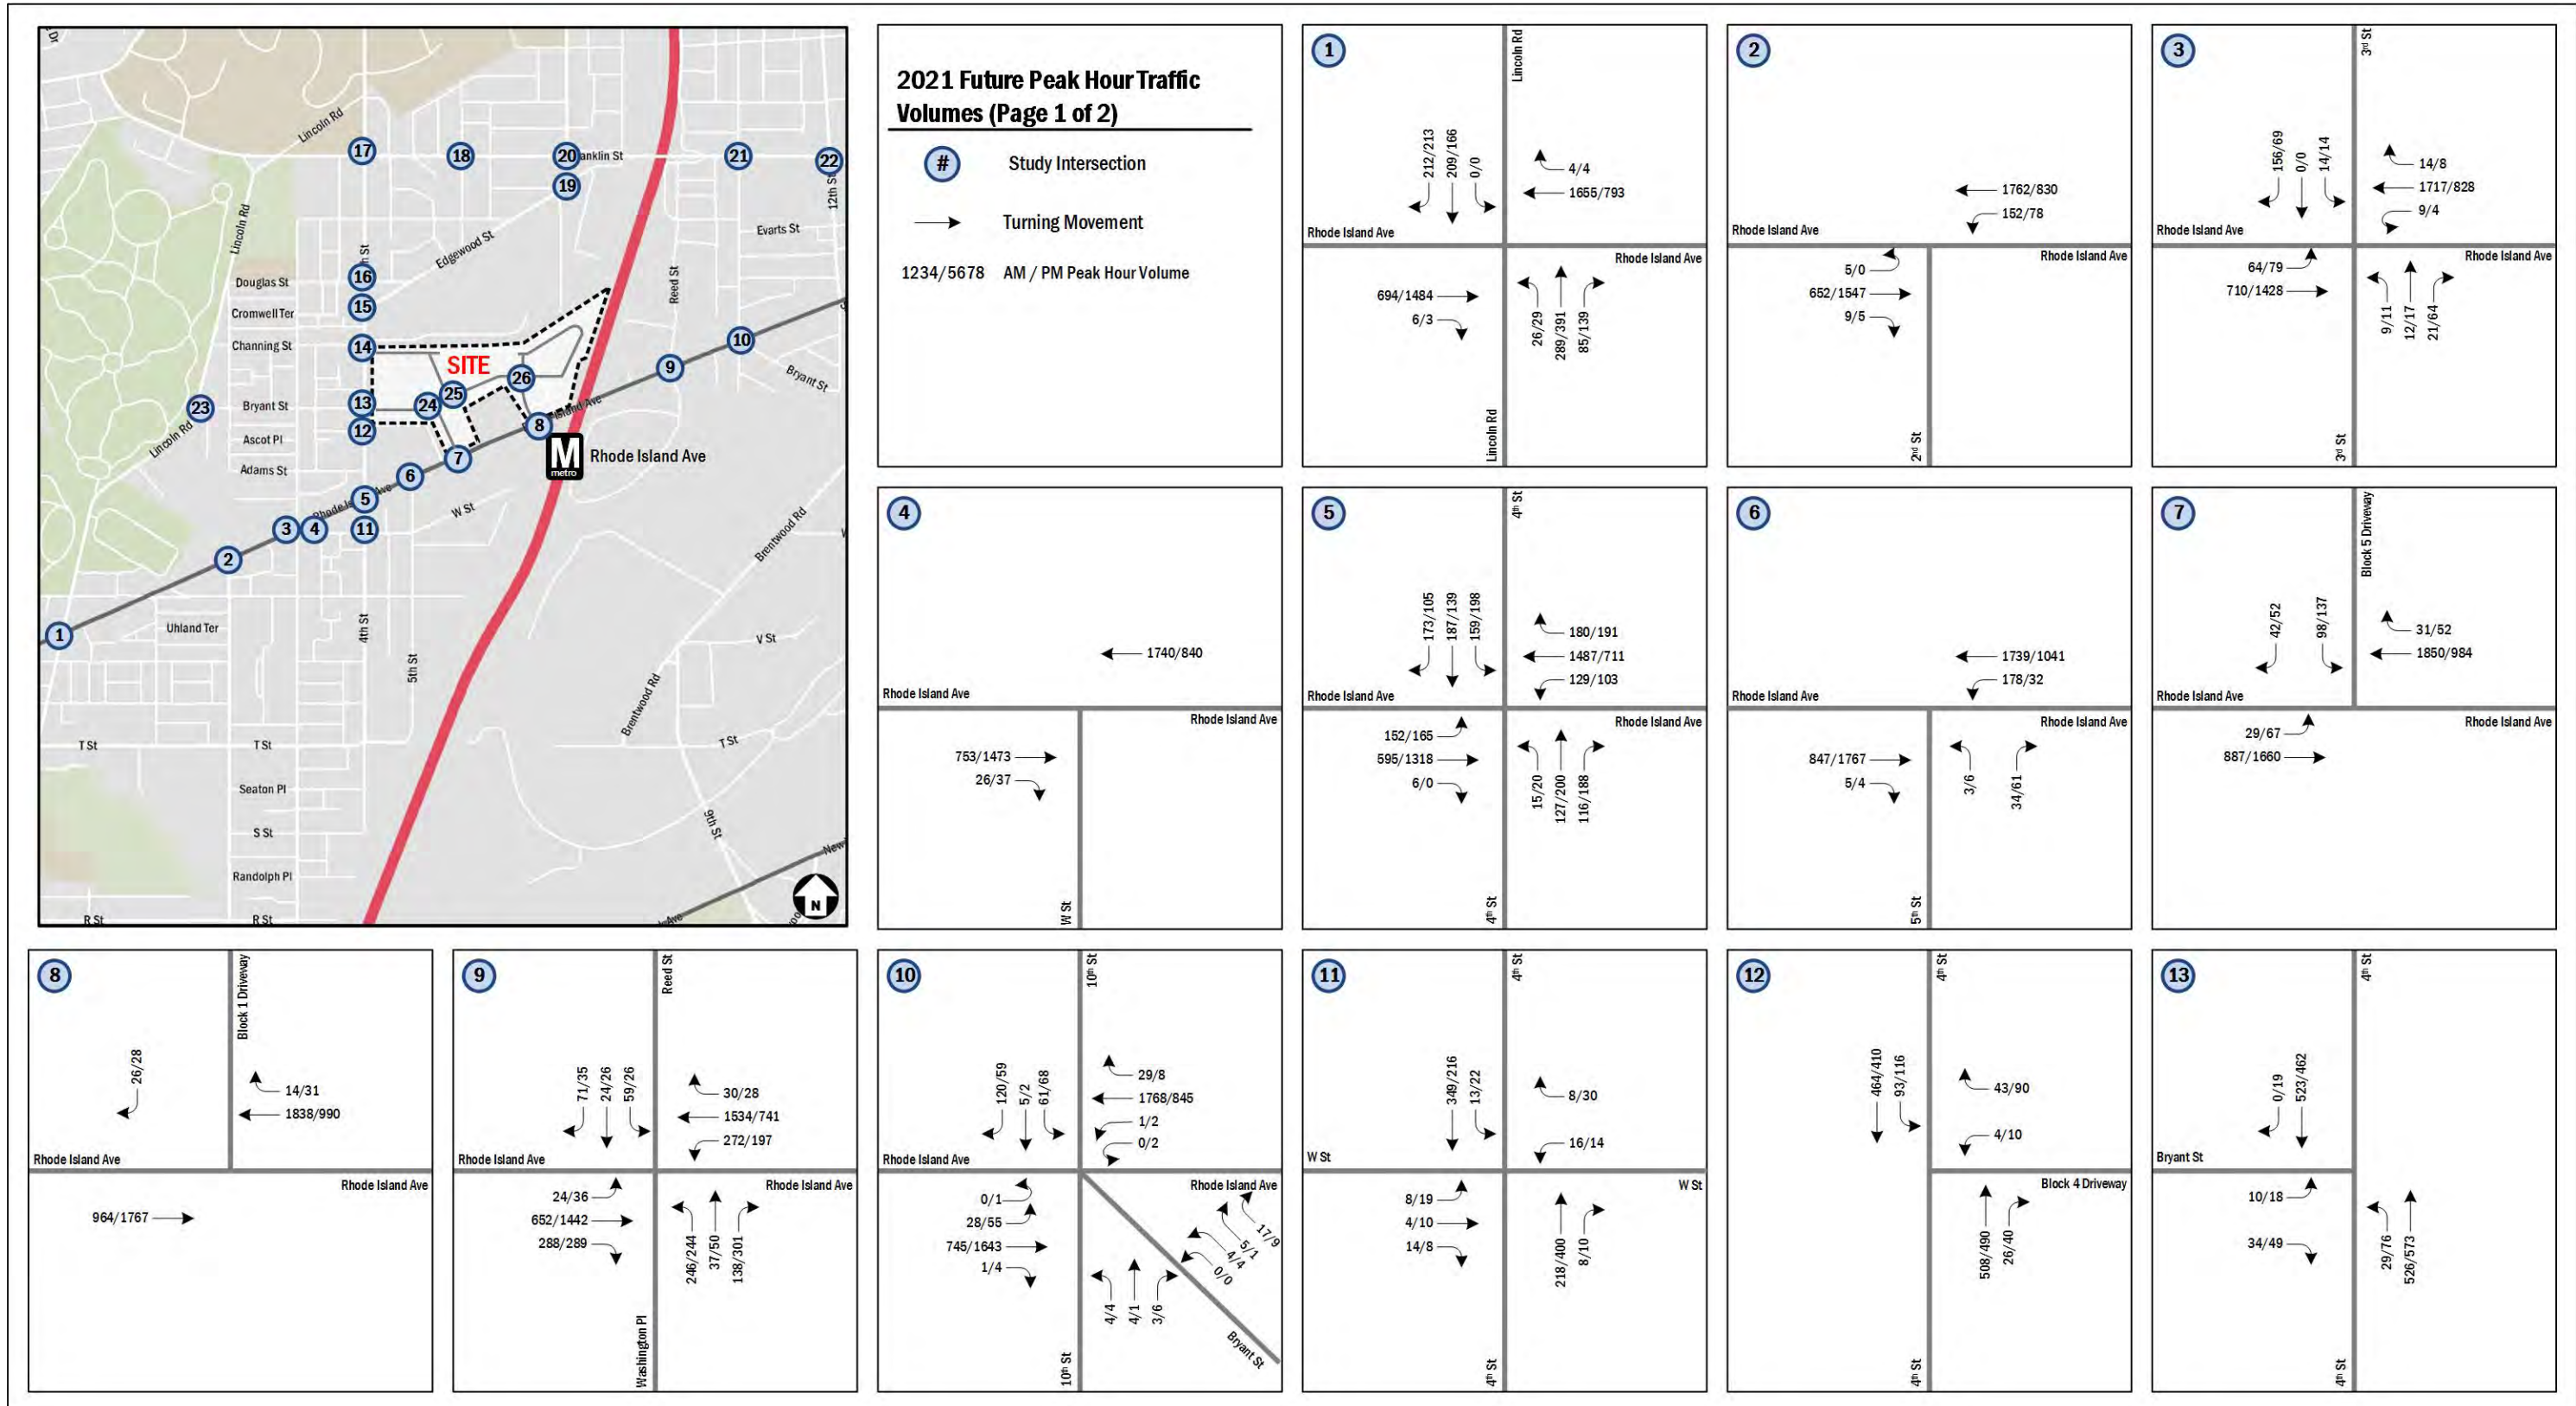 2021 Future Peak Hour Traffic
Volumes (Page 1 of 2)
# Study Intersection
Turning Movement
1234/5678 AM / PM Peak Hour Volume
Lincoln Rd
17
18
20
anklin St
21
22
19
12th St
Lincoln Rd
Evarts St
Edgewood St
Reed St
16
Douglas St
15
Cromwell Ter
14
Channing St
SITE
10
9
26
25
24
Bryant St
13
Bryant St
23
Island Ave
8
12
Ascot Pl
Lincoln Rd
7
M
metro
Rhode Island Ave
Adams St
6
5
W St
3
4
11
2
Brentwood Rd
1
Uhland Ter
4th St
V St
5th St
Brentwood Rd
T St
T St
T St
Seaton Pl
9th St
S St
New
Randolph Pl
N
R St
R St
Ave
1
Lincoln Rd
212/213
209/166
0/0
4/4
1655/793
Rhode Island Ave
Rhode Island Ave
694/1484
6/3
26/29
289/391
85/139
Lincoln Rd
2
1762/830
152/78
Rhode Island Ave
Rhode Island Ave
5/0
652/1547
9/5
2nd St
3
3rd St
156/69
0/0
14/14
14/8
1717/828
9/4
Rhode Island Ave
Rhode Island Ave
64/79
710/1428
9/11
12/17
21/64
3rd St
4
1740/840
Rhode Island Ave
Rhode Island Ave
753/1473
26/37
W St
5
4th St
173/105
187/139
159/198
180/191
1487/711
129/103
Rhode Island Ave
Rhode Island Ave
152/165
595/1318
6/0
15/20
127/200
116/188
4th St
6
1739/1041
178/32
Rhode Island Ave
Rhode Island Ave
847/1767
5/4
3/6
34/61
5th St
7
Block 5 Driveway
42/52
98/137
31/52
1850/984
Rhode Island Ave
Rhode Island Ave
29/67
887/1660
8
Block 1 Driveway
26/28
14/31
1838/990
Rhode Island Ave
Rhode Island Ave
964/1767
9
Reed St
71/35
24/26
59/26
30/28
1534/741
272/197
Rhode Island Ave
Rhode Island Ave
24/36
652/1442
288/289
246/244
37/50
138/301
Washington Pl
10
10th St
120/59
5/2
61/68
29/8
1768/845
1/2
0/2
Rhode Island Ave
Rhode Island Ave
0/1
28/55
745/1643
1/4
4/4
4/1
3/6
17/9
5/1
4/4
0/0
Bryant St
10th St
11
4th St
349/216
13/22
8/30
16/14
W St
W St
8/19
4/10
14/8
218/400
8/10
4th St
12
4th St
464/410
93/116
43/90
4/10
Block 4 Driveway
508/490
26/40
4th St
13
4th St
0/19
523/462
Bryant St
10/18
34/49
29/76
526/573
4th St